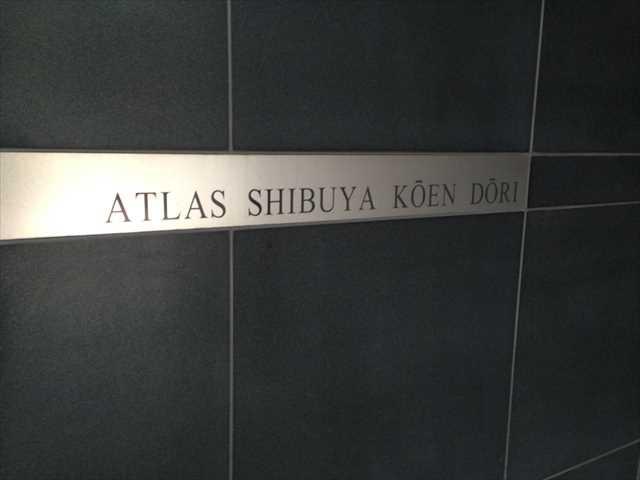 ATLAS SHIBUYA KŌEN DŌRI